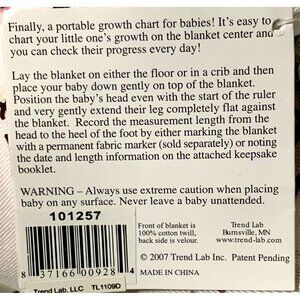 Finally, a portable growth chart for babies! It's easy to
chart your little one's growth on the blanket center and
you can check their progress every day!
Lay the blanket on either the floor or in a crib and then
place your baby down gently on top of the blanket.
Position the baby's head even with the start of the ruler
and very gently extend their leg completely flat against
the blanket. Record the measurement length from the
head to the heel of the foot by either marking the blanket
with a permanent fabric marker (sold separately) or noting
the date and length information on the attached keepsake
booklet.
WARNING – Always use extreme caution when placing
baby on any surface. Never leave a baby unattended.
101257
8 37166 00928 4
Trend Lab, LLC TL1109D
Front of blanket is
100% cotton twill,
back side is velour.
Trend Lab
Burnsville, MN
www.trend-lab.com
© 2007 Trend Lab Inc. Patent Pending
MADE IN CHINA